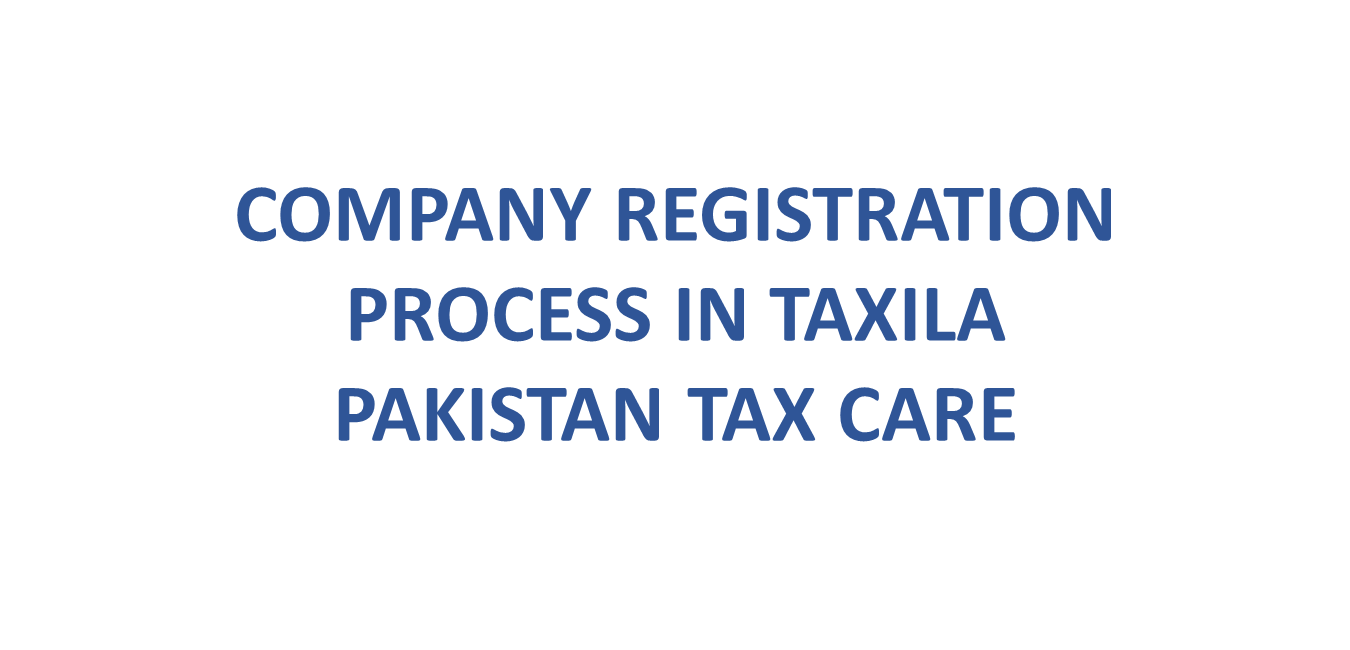 COMPANY REGISTRATION
PROCESS IN TAXILA
PAKISTAN TAX CARE